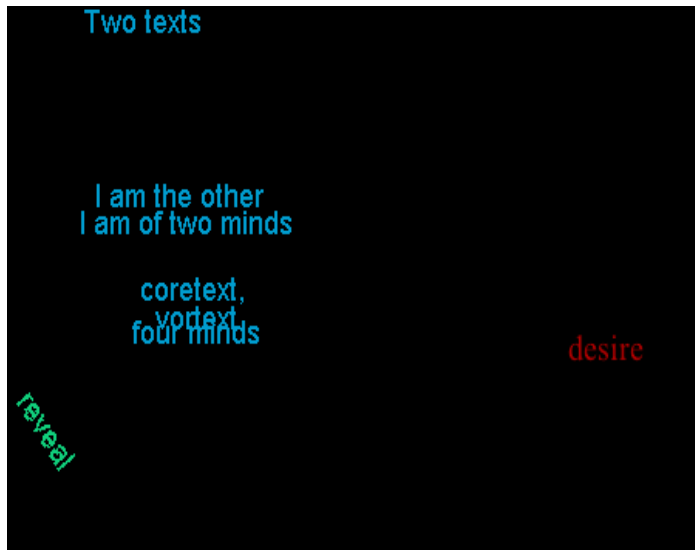 Two texts
I am the other
I am of two minds
coretext,
vortext,
four minds
desire
reveal